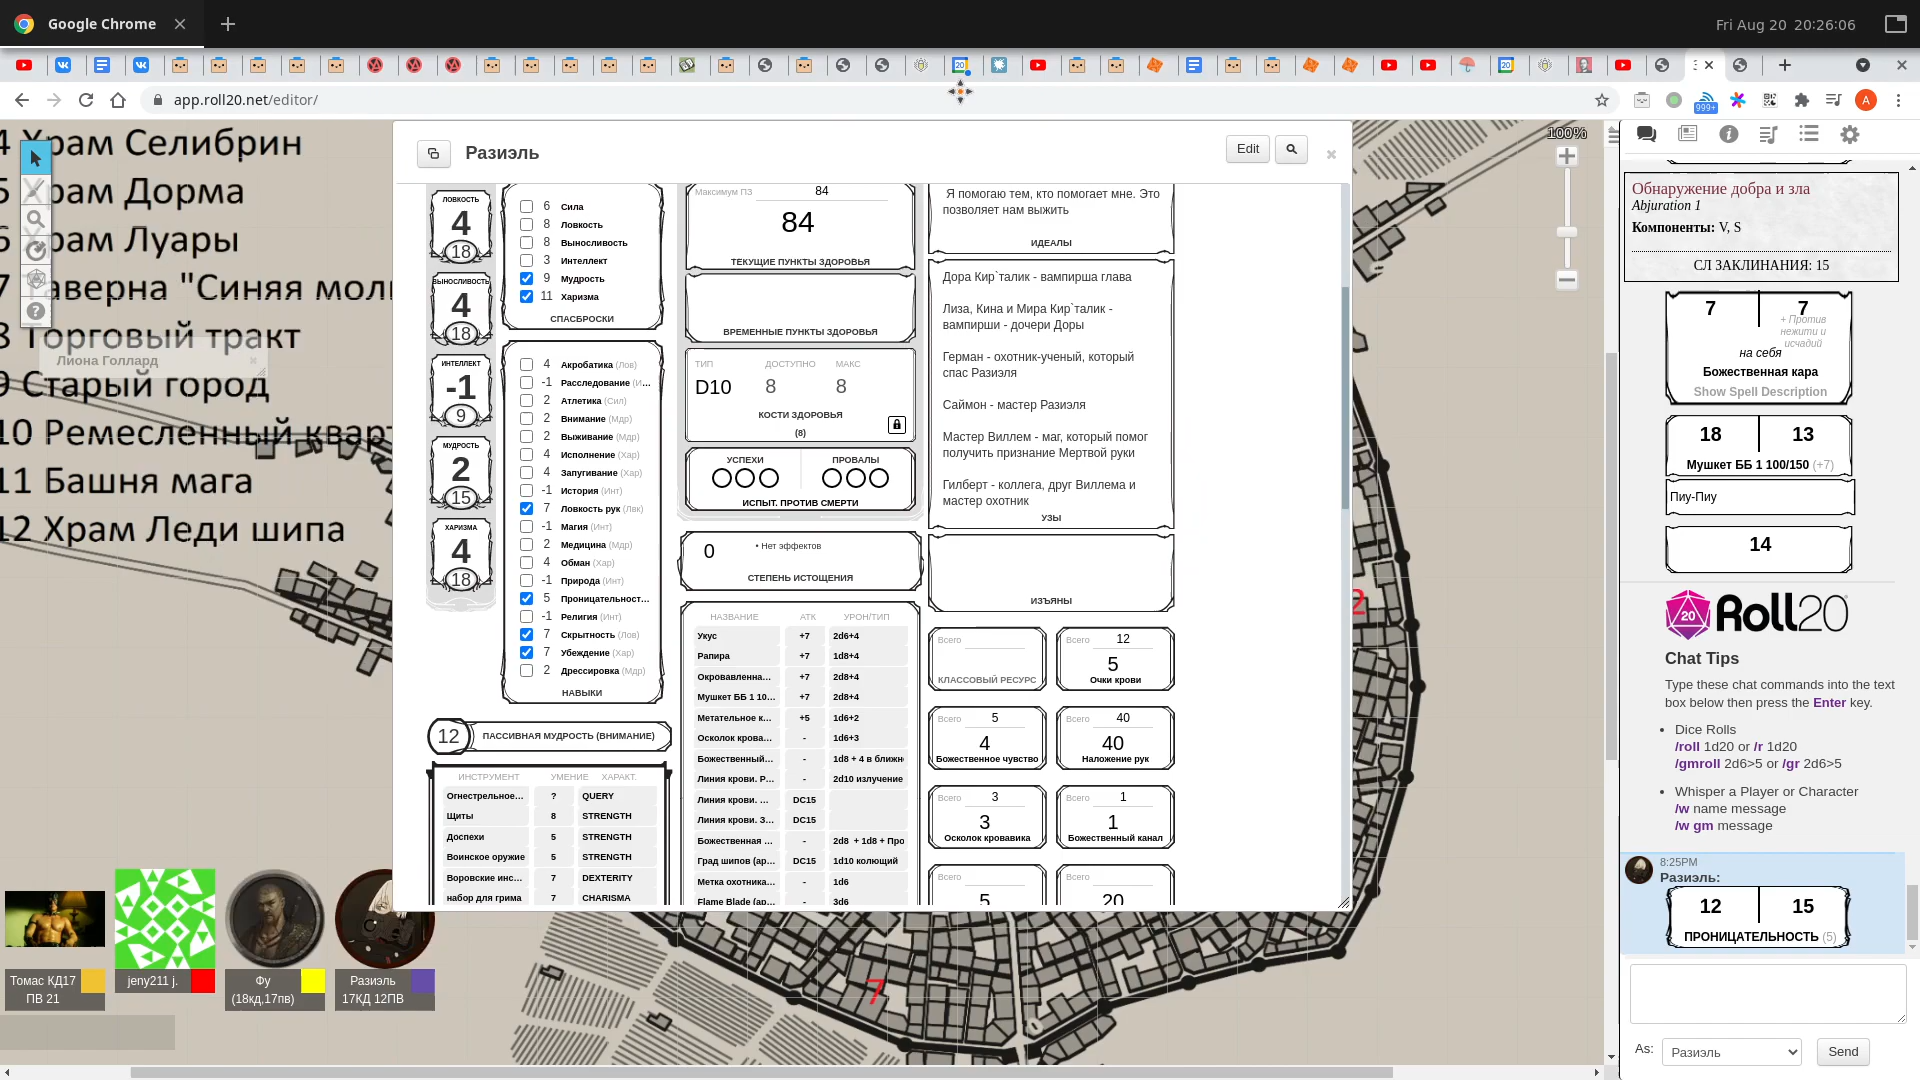 Google Chrome
Fri Aug 20 20:26:06
app.roll20.net/editor/
999+
A
4 Храм Селибрин
5 Храм Дорма
6 Храм Луары
7 Таверна "Синяя мол
8 Торговый тракт
9 Старый город
10 Ремесленный кварт
11 Башня мага
12 Храм Леди шипа
Лиона Голлард
100%
Разиэль
Edit
ЛОВКОСТЬ
4
18
ВЫНОСЛИВОСТЬ
4
18
ИНТЕЛЛЕКТ
-1
9
МУДРОСТЬ
2
15
ХАРИЗМА
4
18
6 Сила
8 Ловкость
8 Выносливость
3 Интеллект
9 Мудрость
11 Харизма
СПАСБРОСКИ
4 Акробатика (Лов)
-1 Расследование (И...
2 Атлетика (Сил)
2 Внимание (Мдр)
2 Выживание (Мдр)
4 Исполнение (Хар)
4 Запугивание (Хар)
-1 История (Инт)
7 Ловкость рук (Лвк)
-1 Магия (Инт)
2 Медицина (Мдр)
4 Обман (Хар)
-1 Природа (Инт)
5 Проницательност...
-1 Религия (Инт)
7 Скрытность (Лов)
7 Убеждение (Хар)
2 Дрессировка (Мдр)
НАВЫКИ
12 ПАССИВНАЯ МУДРОСТЬ (ВНИМАНИЕ)
ИНСТРУМЕНТ УМЕНИЕ ХАРАКТ.
Огнестрельное... ? QUERY
Щиты 8 STRENGTH
Доспехи 5 STRENGTH
Воинское оружие 5 STRENGTH
Воровские инс... 7 DEXTERITY
набор для грима 7 CHARISMA
Максимум ПЗ 84
84
ТЕКУЩИЕ ПУНКТЫ ЗДОРОВЬЯ
ВРЕМЕННЫЕ ПУНКТЫ ЗДОРОВЬЯ
ТИП ДОСТУПНО МАКС
D10 8 8
КОСТИ ЗДОРОВЬЯ
(8)
УСПЕХИ ПРОВАЛЫ
ИСПЫТ. ПРОТИВ СМЕРТИ
0 • Нет эффектов
СТЕПЕНЬ ИСТОЩЕНИЯ
НАЗВАНИЕ АТК УРОН/ТИП
Укус +7 2d6+4
Рапира +7 1d8+4
Окровавленна... +7 2d8+4
Мушкет ББ 1 10... +7 2d8+4
Метательное к... +5 1d6+2
Осколок крова... - 1d6+3
Божественный... - 1d8 + 4 в ближн
Линия крови. Р... - 2d10 излучение
Линия крови. ... DC15
Линия крови. З... DC15
Божественная ... - 2d8 + 1d8 + Про
Град шипов (ар... DC15 1d10 колющий
Метка охотника... - 1d6
Flame Blade (ар... - 3d6
Я помогаю тем, кто помогает мне. Это
позволяет нам выжить
ИДЕАЛЫ
Дора Кир`талик - вампирша глава
Лиза, Кина и Мира Кир`талик -
вампирши - дочери Доры
Герман - охотник-ученый, который
спас Разиэля
Саймон - мастер Разиэля
Мастер Виллем - маг, который помог
получить признание Мертвой руки
Гилберт - коллега, друг Виллема и
мастер охотник
УЗЫ
ИЗЪЯНЫ
Всего
КЛАССОВЫЙ РЕСУРС
Всего 12
5
Очки крови
Всего 5
4
Божественное чувство
Всего 40
40
Наложение рук
Всего 3
3
Осколок кровавика
Всего 1
1
Божественный канал
Всего
5
Всего
20
2
7
Томас КД17
ПВ 21
jeny211 j.
Фу
(18кд,17пв)
Разиэль
17КД 12ПВ
Обнаружение добра и зла
Abjuration 1
Компоненты: V, S
СЛ ЗАКЛИНАНИЯ: 15
7 7
+ Против
нежити и
исчадий
на себя
Божественная кара
Show Spell Description
18 13
Мушкет ББ 1 100/150 (+7)
Пиу-Пиу
14
20 Roll20
Chat Tips
Type these chat commands into the text
box below then press the Enter key.
• Dice Rolls
/roll 1d20 or /r 1d20
/gmroll 2d6>5 or /gr 2d6>5
• Whisper a Player or Character
/w name message
/w gm message
8:25PM
Разиэль:
12 15
ПРОНИЦАТЕЛЬНОСТЬ (5)
As: Разиэль Send